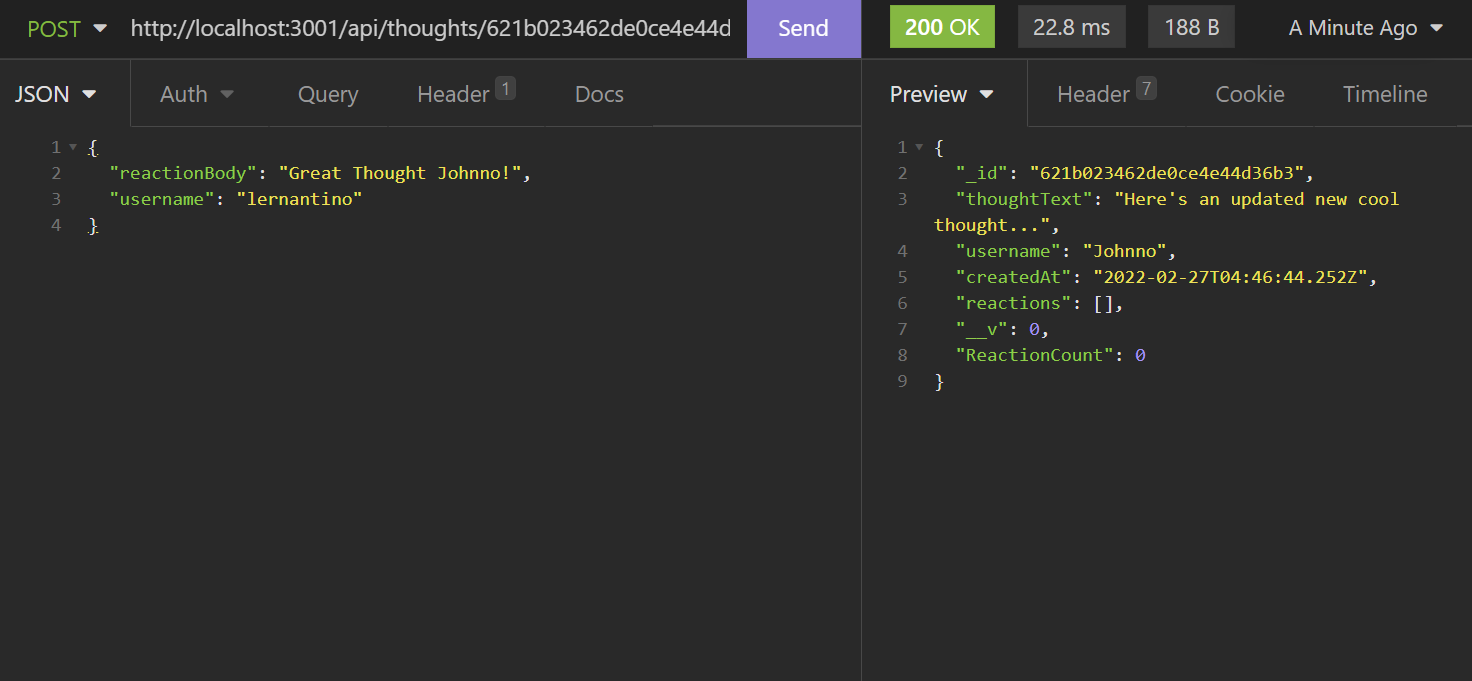 POST http://localhost:3001/api/thoughts/621b023462de0ce4e44d Send 200 OK 22.8 ms 188 B A Minute Ago
JSON Auth Query Header 1 Docs Preview Header 7 Cookie Timeline
1 {
2 "reactionBody": "Great Thought Johnno!",
3 "username": "lernantino"
4 }
1 {
2 "_id": "621b023462de0ce4e44d36b3",
3 "thoughtText": "Here's an updated new cool
thought...",
4 "username": "Johnno",
5 "createdAt": "2022-02-27T04:46:44.252Z",
6 "reactions": [],
7 "__v": 0,
8 "ReactionCount": 0
9 }